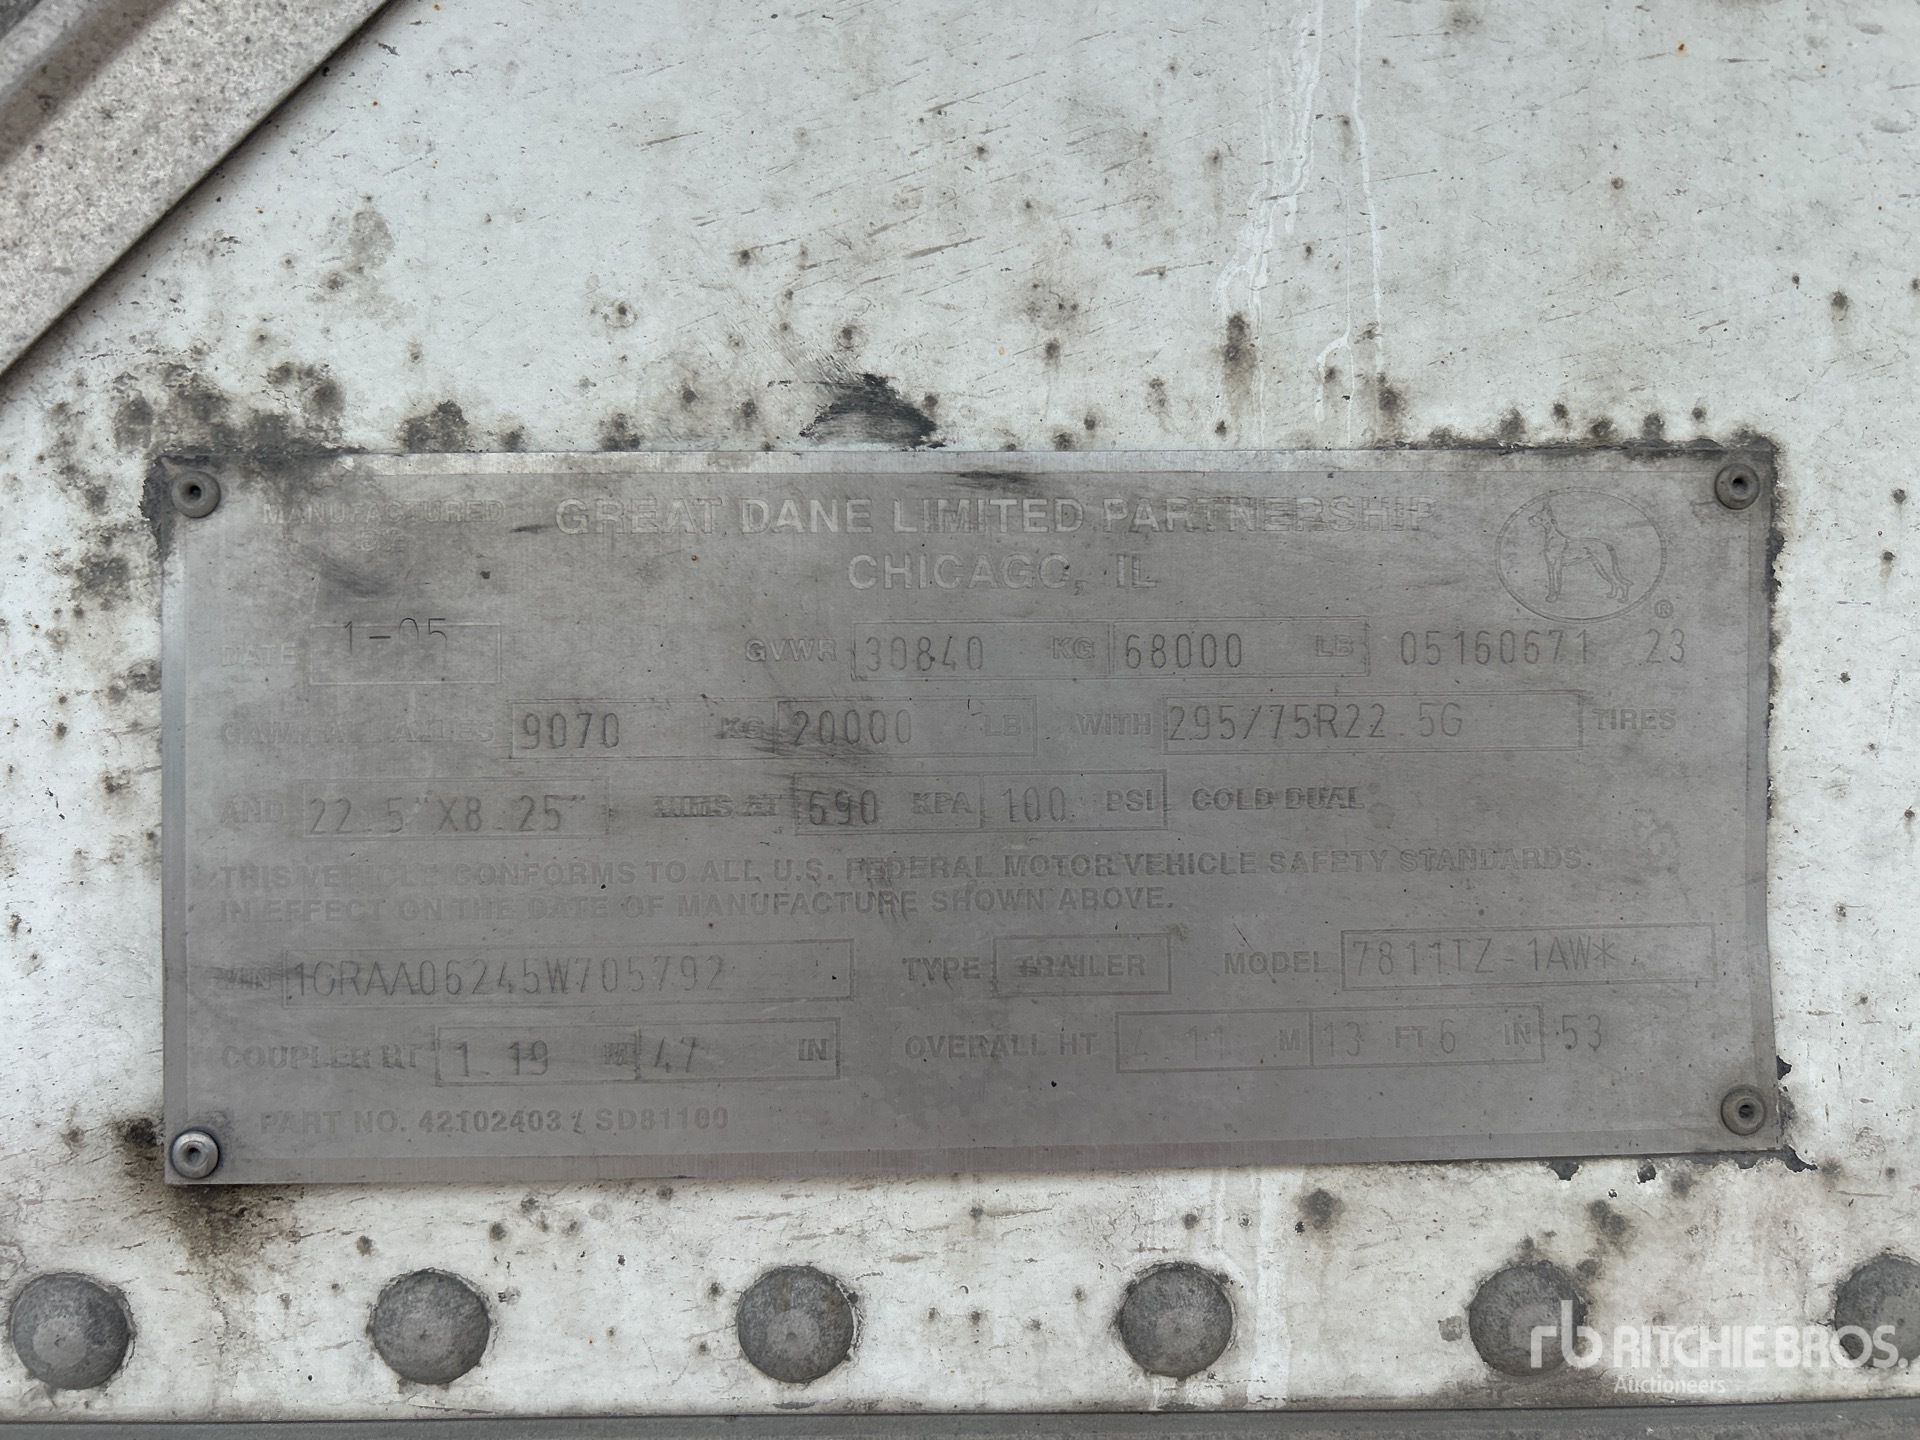 MANUFACTURED BY GREAT DANE LIMITED PARTNERSHIP
CHICAGO, IL
®
DATE 1-05 GVWR 30840 KG 68000 LB 05160671 23
GAWR ALL AXLES 9070 KG 20000 LB WITH 295/75R22.5G TIRES
AND 22.5"X8.25" RIMS AT 690 KPA 100 PSI COLD DUAL
THIS VEHICLE CONFORMS TO ALL U.S. FEDERAL MOTOR VEHICLE SAFETY STANDARDS
IN EFFECT ON THE DATE OF MANUFACTURE SHOWN ABOVE.
VIN 1GRAA06245W705792 TYPE TRAILER MODEL 7811TZ-1AW*
COUPLER HT 1.19 M 47 IN OVERALL HT 4.11 M 13 FT 6 IN 53
PART NO. 42102403 / SD81100
rb RITCHIE BROS.
Auctioneers